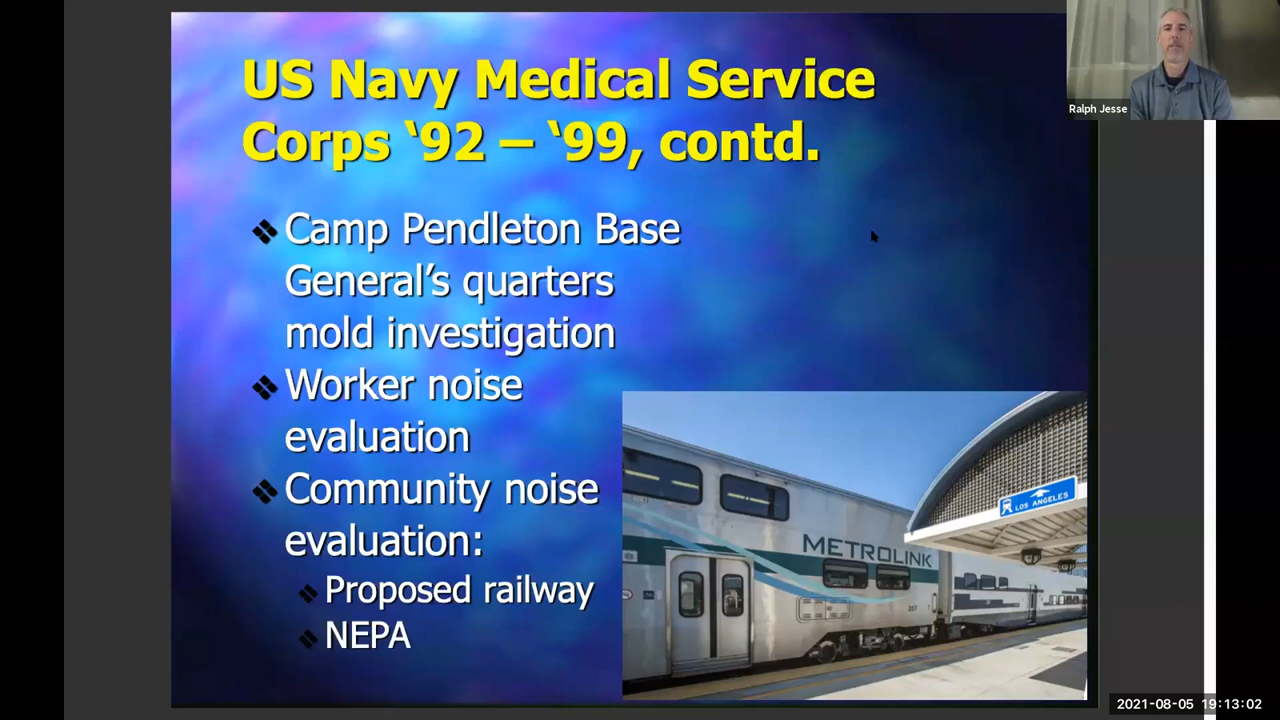 US Navy Medical Service
Corps ‘92 – ‘99, contd.
Camp Pendleton Base
General’s quarters
mold investigation
Worker noise
evaluation
Community noise
evaluation:
Proposed railway
NEPA
METROLINK
LOS ANGELES
Ralph Jesse
2021-08-05 19:13:02